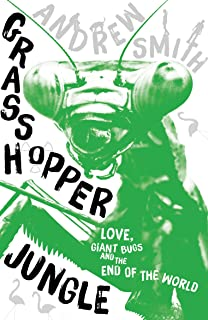 ANDREW
SMITH
GRASS
HOPPER
JUNGLE
LOVE,
GIANT BUGS
AND THE
END OF THE WORLD